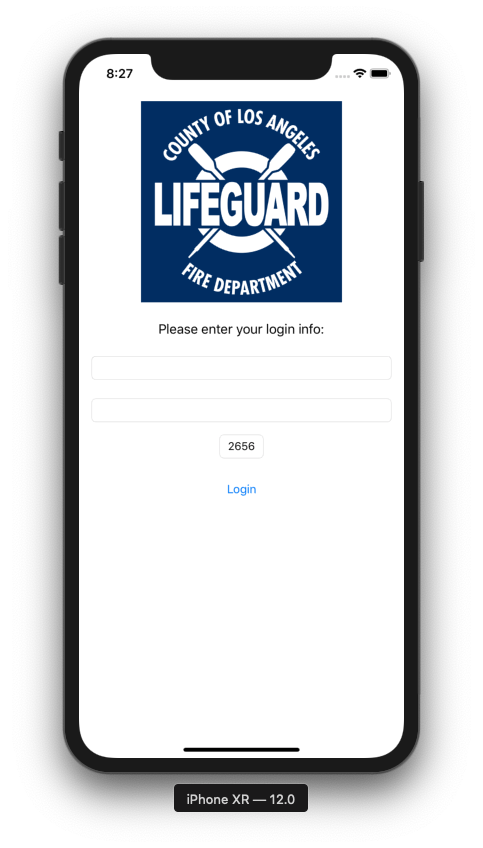 8:27
COUNTY OF LOS ANGELES
LIFEGUARD
FIRE DEPARTMENT
Please enter your login info:
2656
Login
iPhone XR — 12.0